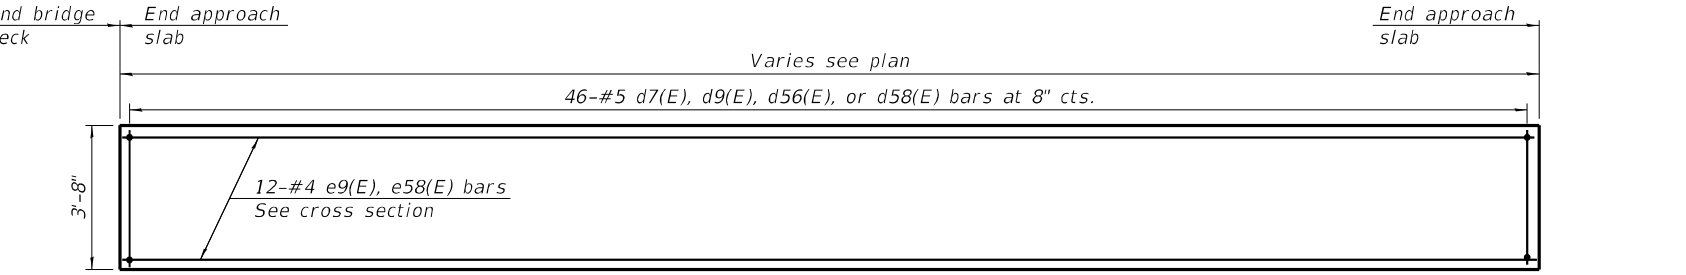 nd bridge
eck
End approach
slab
End approach
slab
Varies see plan
46-#5 d7(E), d9(E), d56(E), or d58(E) bars at 8" cts.
3'-8"
12-#4 e9(E), e58(E) bars
See cross section